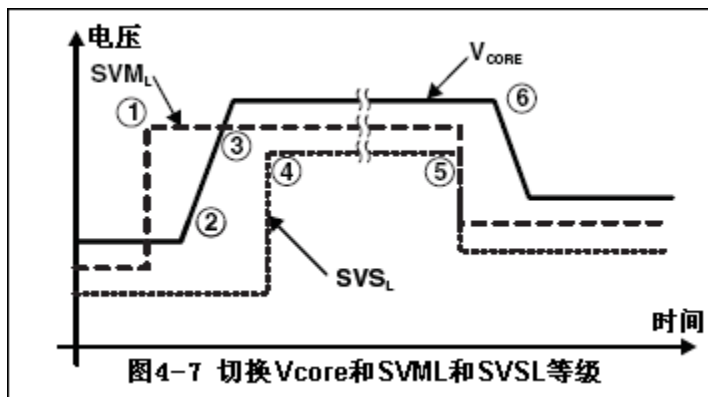 电压
SVML
VCORE
①
⑥
③
④
⑤
②
SVSL
时间
图4-7 切换Vcore和SVML和SVSL等级